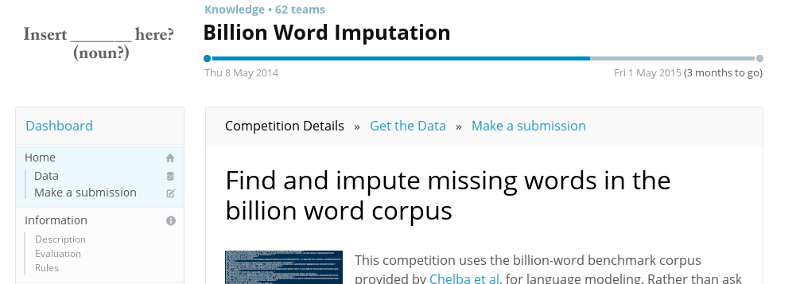 Knowledge • 62 teams
Insert _______ here?
(noun?)
Billion Word Imputation
Thu 8 May 2014
Fri 1 May 2015 (3 months to go)
Dashboard
Home
Data
Make a submission
Information
Description
Evaluation
Rules
Competition Details » Get the Data » Make a submission
Find and impute missing words in the
billion word corpus
This competition uses the billion-word benchmark corpus
provided by Chelba et al. for language modeling. Rather than ask